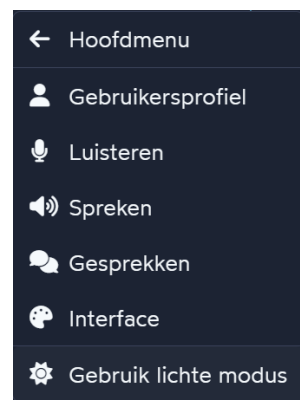 Hoofdmenu
Gebruikersprofiel
Luisteren
Spreken
Gesprekken
Interface
Gebruik lichte modus